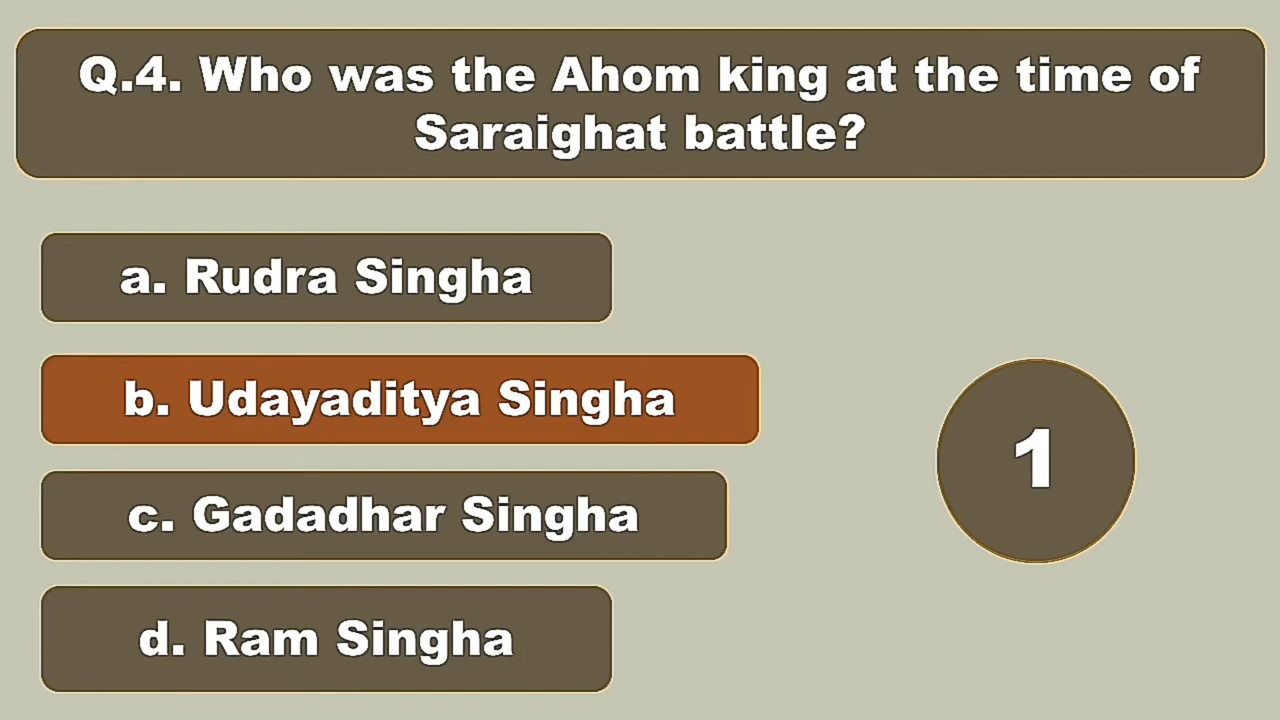 Q.4. Who was the Ahom king at the time of
Saraighat battle?
a. Rudra Singha
b. Udayaditya Singha
c. Gadadhar Singha
d. Ram Singha
1